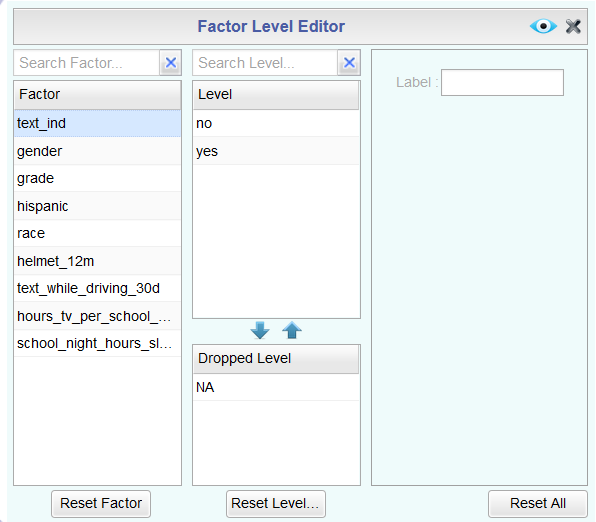 Factor Level Editor
Search Factor...
Search Level...
Label :
Factor
text_ind
gender
grade
hispanic
race
helmet_12m
text_while_driving_30d
hours_tv_per_school_...
school_night_hours_sl...
Level
no
yes
Dropped Level
NA
Reset Factor
Reset Level...
Reset All